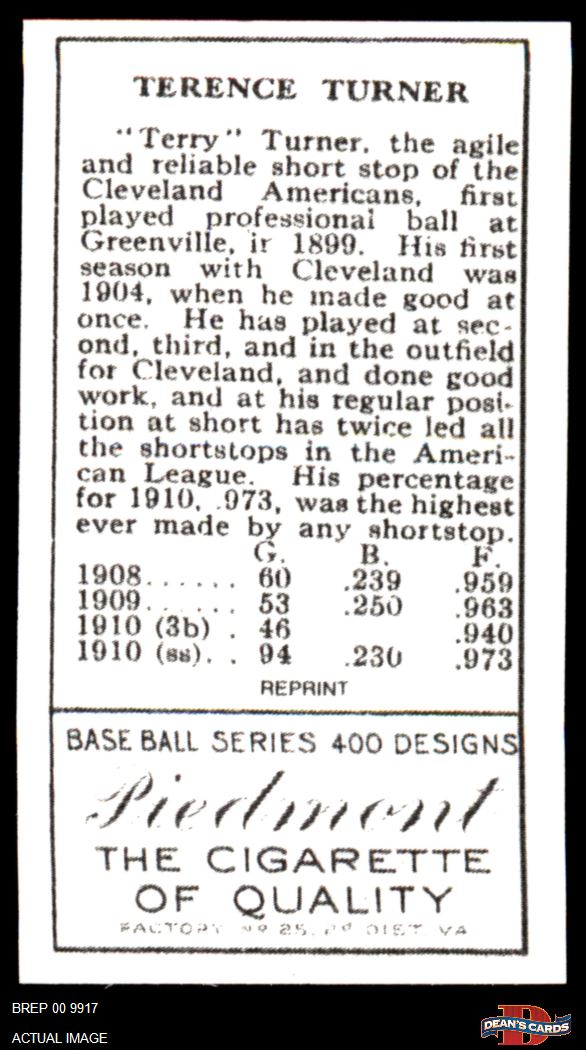 TERENCE TURNER
"Terry" Turner, the agile
and reliable short stop of the
Cleveland Americans, first
played professional ball at
Greenville, ir 1899. His first
season with Cleveland was
1904, when he made good at
once. He has played at sec-
ond, third, and in the outfield
for Cleveland, and done good
work, and at his regular posi-
tion at short has twice led all
the shortstops in the Ameri-
can League. His percentage
for 1910, .973, was the highest
ever made by any shortstop.
G. B. F.
1908...... 60 .239 .959
1909...... 53 .250 .963
1910 (3b) . 46 .940
1910 (ss). . 94 .230 .973
REPRINT
BASE BALL SERIES 400 DESIGNS
Piedmont
THE CIGARETTE
OF QUALITY
FACTORY No 25, 2d DIST. VA
BREP 00 9917
ACTUAL IMAGE
D
DEAN'S CARDS